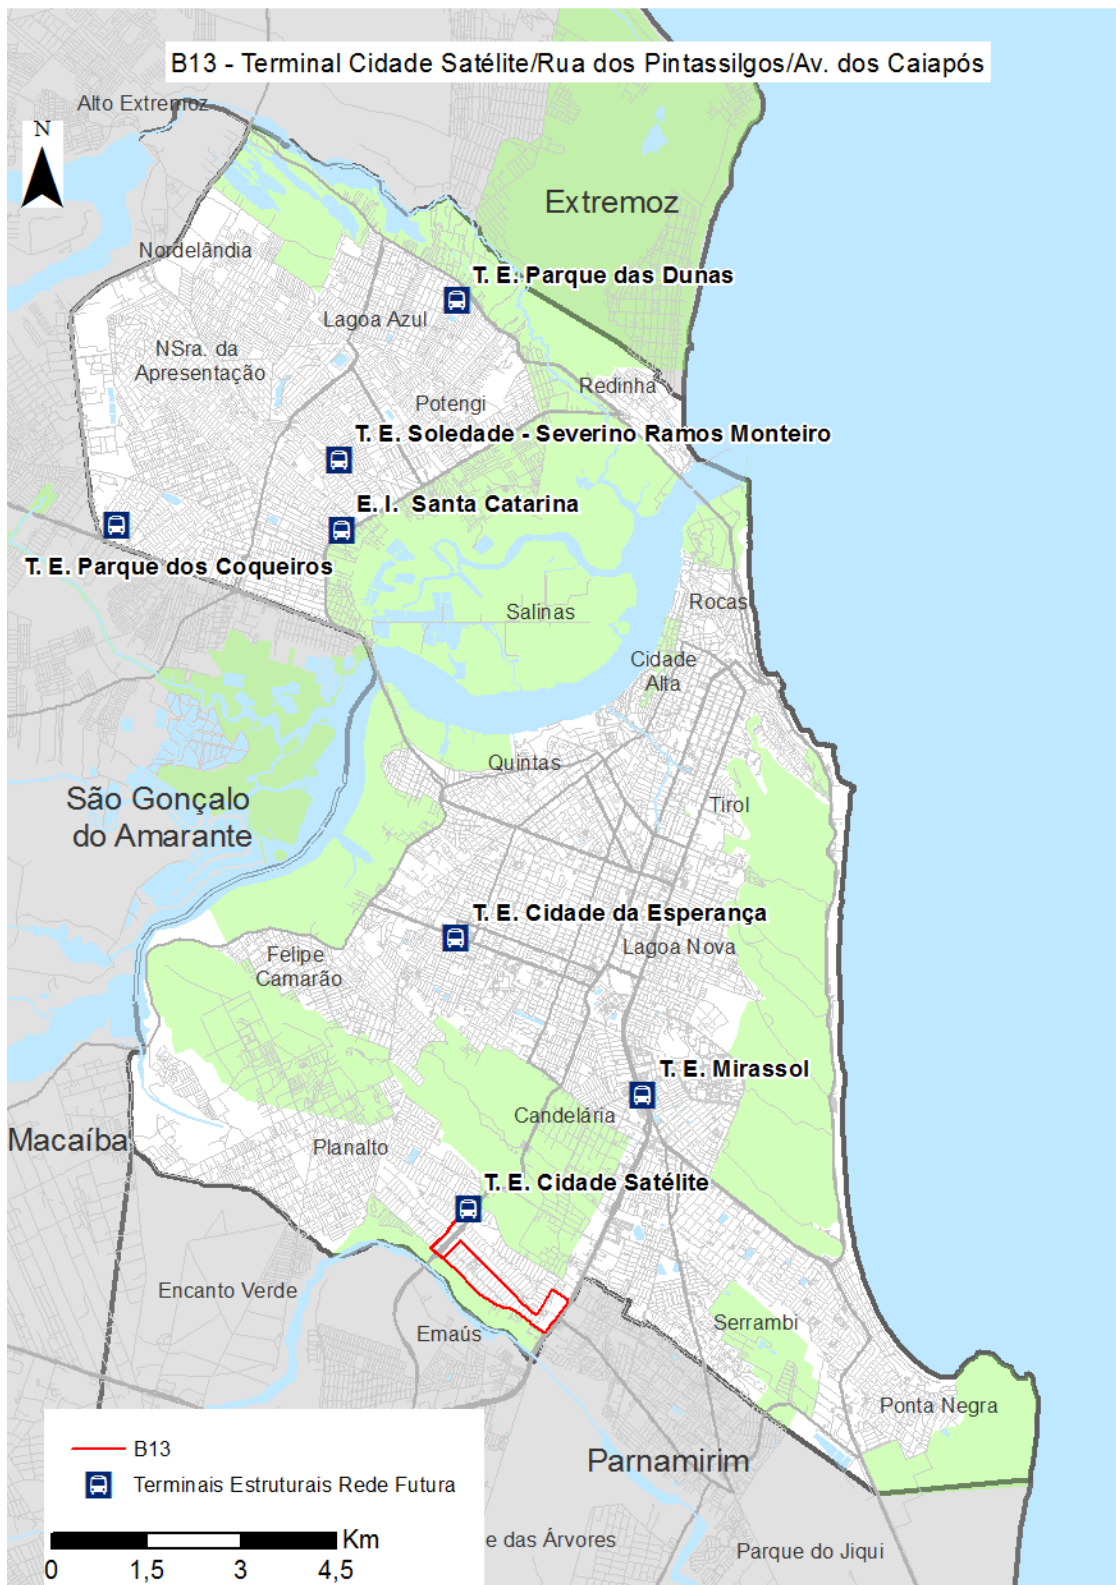 B13 - Terminal Cidade Satélite/Rua dos Pintassilgos/Av. dos Caiapós
Alto Extremoz
N
Extremoz
Nordelândia
T. E. Parque das Dunas
Lagoa Azul
NSra. da
Apresentação
Redinha
Potengi
T. E. Soledade - Severino Ramos Monteiro
E. I. Santa Catarina
T. E. Parque dos Coqueiros
Rocas
Salinas
Cidade
Alta
Quintas
São Gonçalo
do Amarante
Tirol
T. E. Cidade da Esperança
Lagoa Nova
Felipe
Camarão
T. E. Mirassol
Candelária
Macaíba
Planalto
T. E. Cidade Satélite
Encanto Verde
Emaús
Serrambi
Ponta Negra
Parnamirim
B13
Terminais Estruturais Rede Futura
Km
0 1,5 3 4,5
e das Árvores
Parque do Jiqui